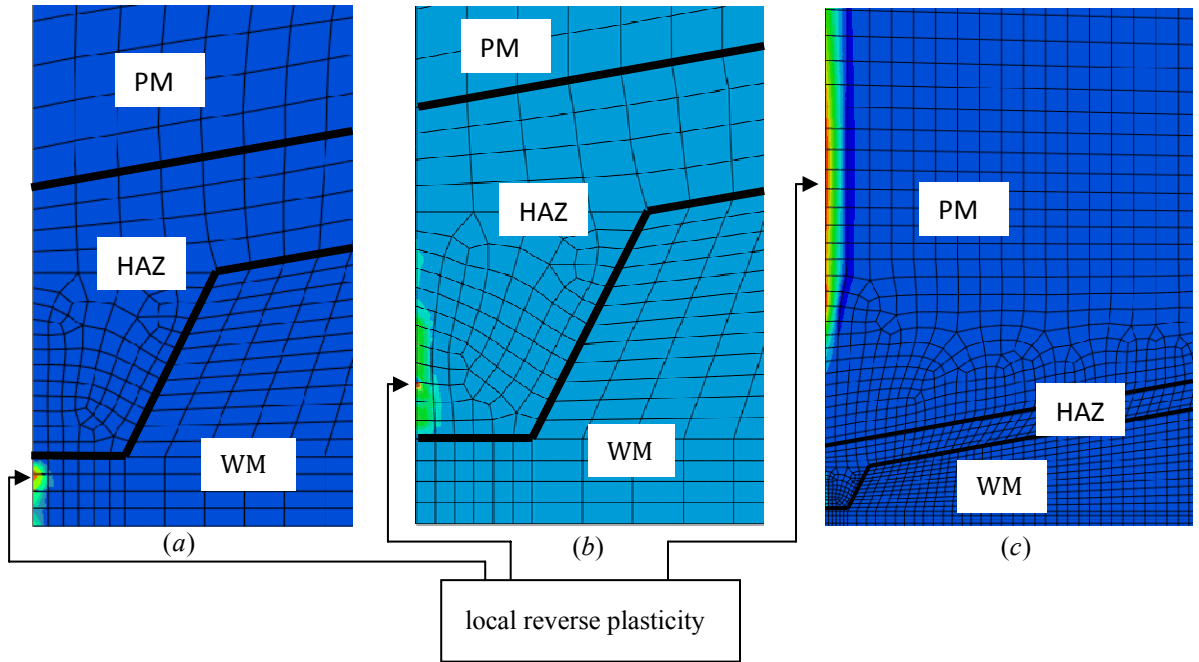 PM
HAZ
WM
(a)
PM
HAZ
WM
(b)
PM
HAZ
WM
(c)
local reverse plasticity